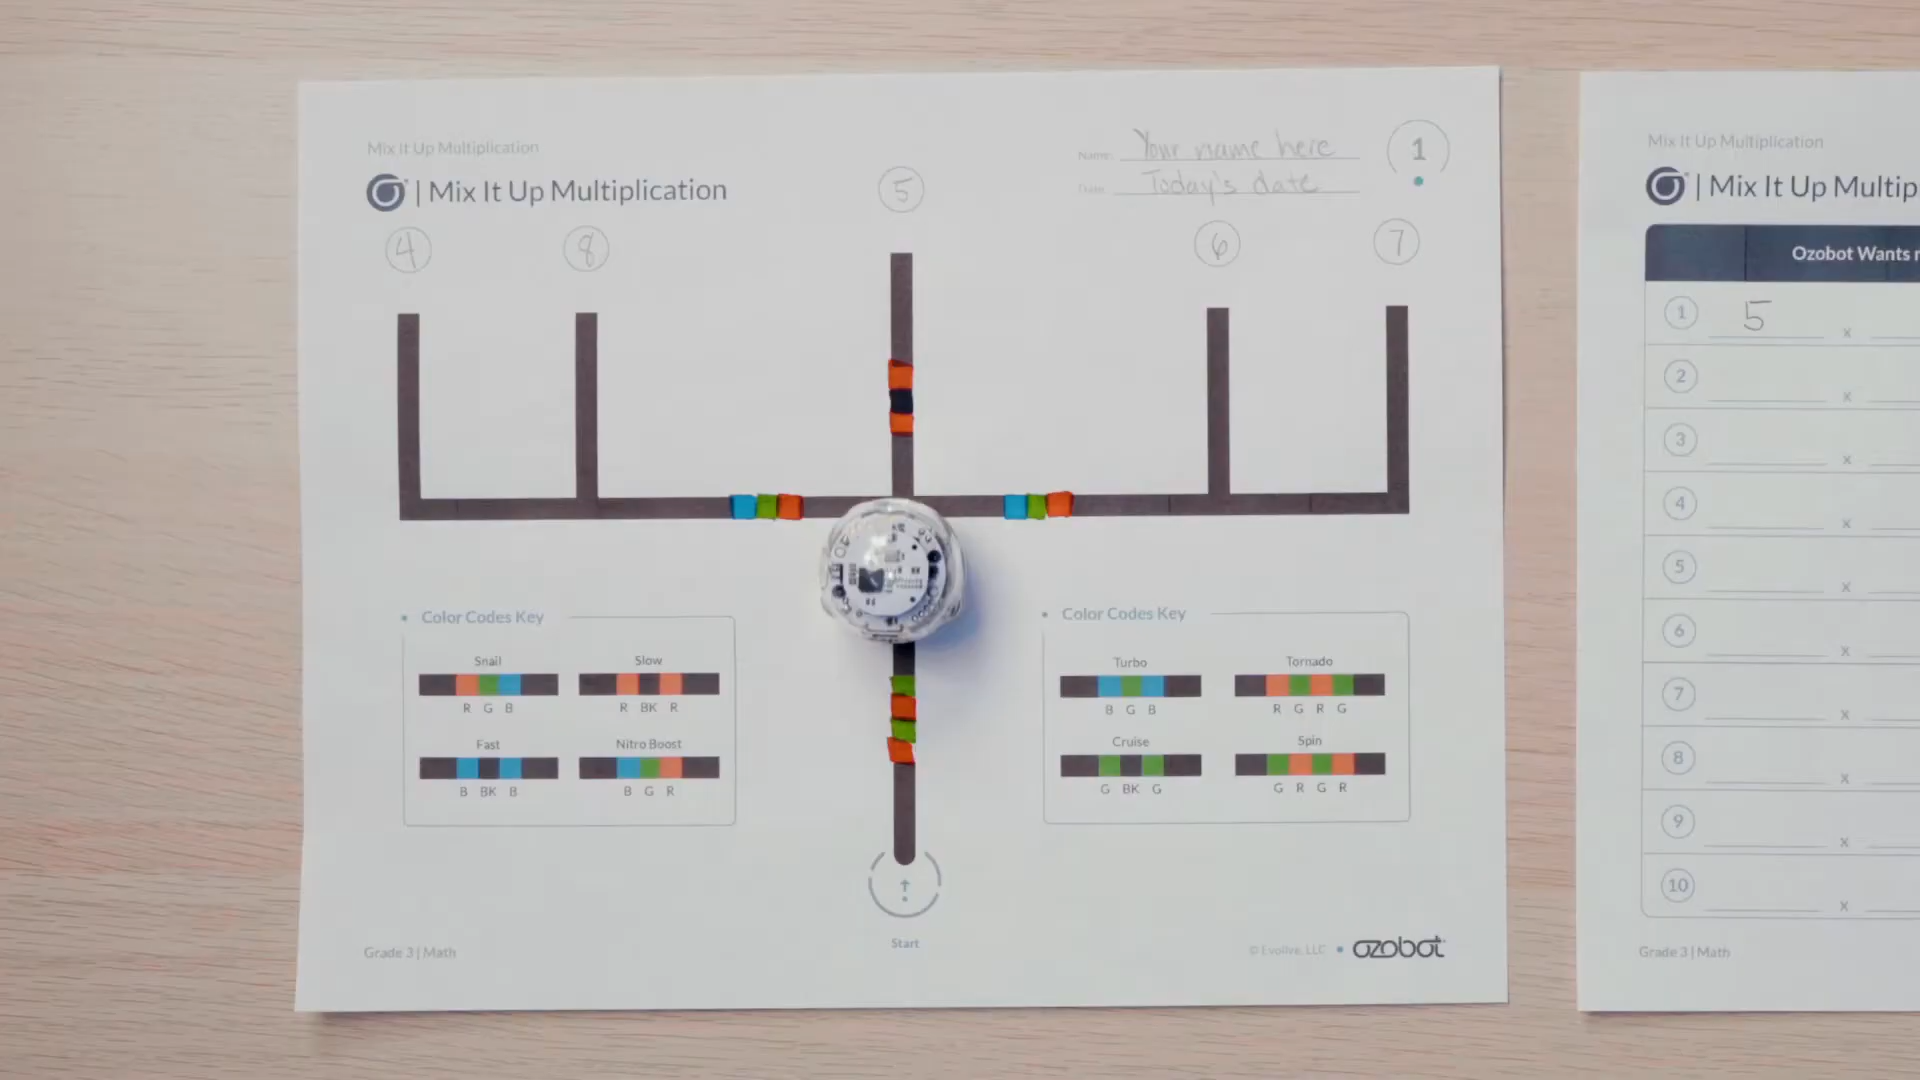 Mix It Up Multiplication
| Mix It Up Multiplication
Name: Your name here
Date: Today's date
1
5
4
8
6
7
Color Codes Key
Snail
R G B
Slow
R BK R
Fast
B BK B
Nitro Boost
B G R
Color Codes Key
Turbo
B G B
Tornado
R G R G
Cruise
G BK G
Spin
G R G R
Start
Grade 3 | Math
© Evollve, LLC • ozobot
Mix It Up Multiplication
| Mix It Up Multip
Ozobot Wants
1 5 x
2 x
3 x
4 x
5 x
6 x
7 x
8 x
9 x
10 x
Grade 3 | Math